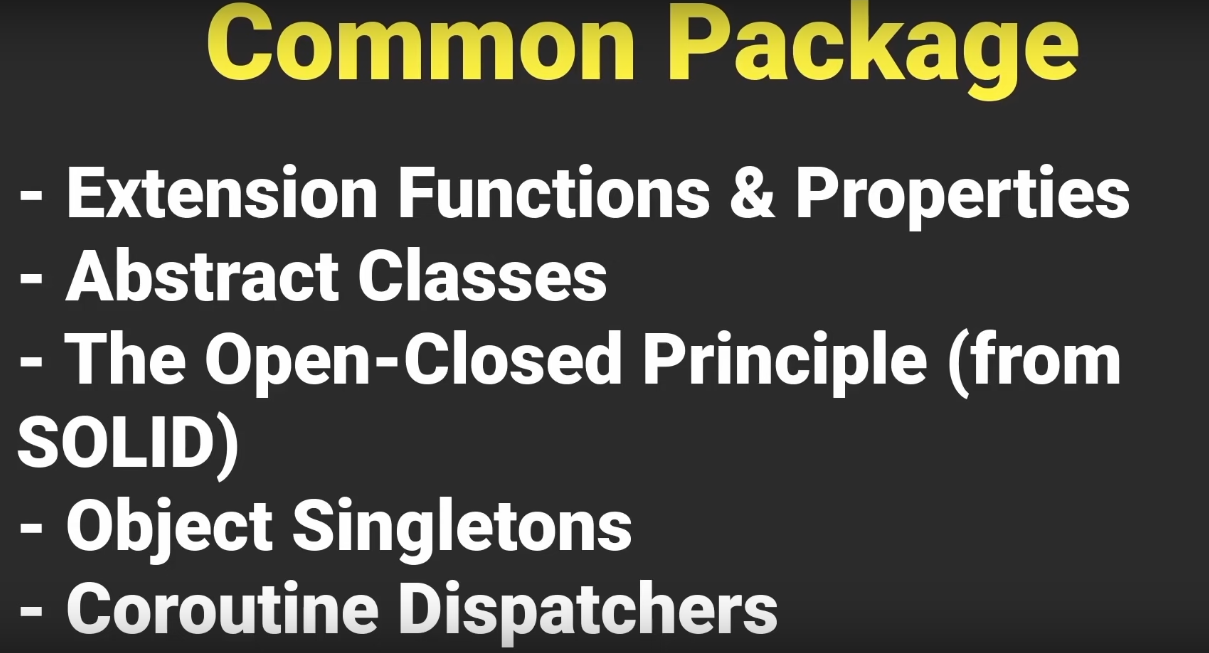 Common Package
- Extension Functions & Properties
- Abstract Classes
- The Open-Closed Principle (from
SOLID)
- Object Singletons
- Coroutine Dispatchers